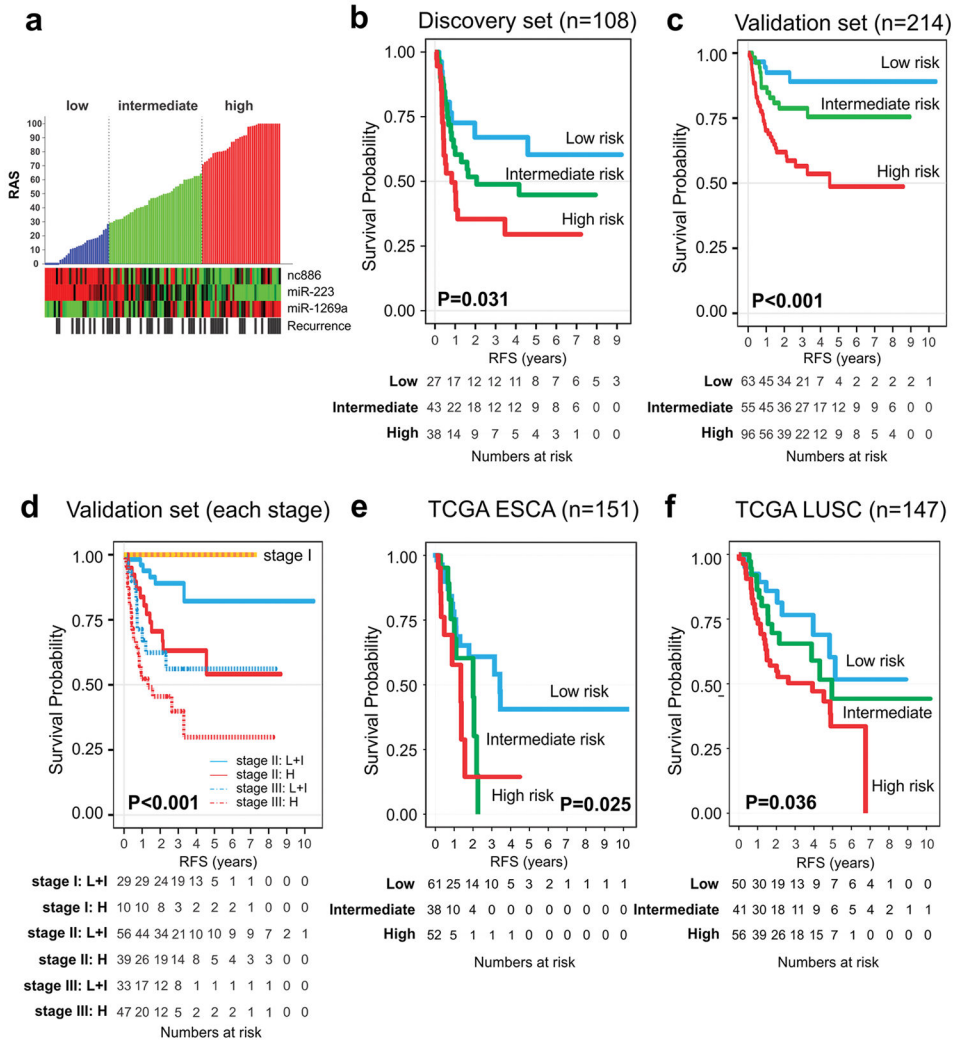 a
low intermediate high
RAS
100
90
80
70
60
50
40
30
20
10
0
nc886
miR-223
miR-1269a
Recurrence
b Discovery set (n=108)
Survival Probability
1.00
0.75
0.50
0.25
0.00
Low risk
Intermediate risk
High risk
P=0.031
0 1 2 3 4 5 6 7 8 9
RFS (years)
Low 27 17 12 12 11 8 7 6 5 3
Intermediate 43 22 18 12 12 9 8 6 0 0
High 38 14 9 7 5 4 3 1 0 0
Numbers at risk
c Validation set (n=214)
Survival Probability
1.00
0.75
0.50
0.25
0.00
Low risk
Intermediate risk
High risk
P<0.001
0 1 2 3 4 5 6 7 8 9 10
RFS (years)
Low 63 45 34 21 7 4 2 2 2 2 1
Intermediate 55 45 36 27 17 12 9 9 6 0 0
High 96 56 39 22 12 9 8 5 4 0 0
Numbers at risk
d Validation set (each stage)
Survival Probability
1.00
0.75
0.50
0.25
0.00
stage I
stage II: L+I
stage II: H
stage III: L+I
stage III: H
P<0.001
0 1 2 3 4 5 6 7 8 9 10
RFS (years)
stage I: L+I 29 29 24 19 13 5 1 1 0 0 0
stage I: H 10 10 8 3 2 2 2 1 0 0 0
stage II: L+I 56 44 34 21 10 10 9 9 7 2 1
stage II: H 39 26 19 14 8 5 4 3 3 0 0
stage III: L+I 33 17 12 8 1 1 1 1 1 0 0
stage III: H 47 20 12 5 2 2 2 1 1 0 0
Numbers at risk
e TCGA ESCA (n=151)
Survival Probability
1.00
0.75
0.50
0.25
0.00
Low risk
Intermediate risk
High risk
P=0.025
0 1 2 3 4 5 6 7 8 9 10
RFS (years)
Low 61 25 14 10 5 3 2 1 1 1 1
Intermediate 38 10 4 0 0 0 0 0 0 0 0
High 52 5 1 1 1 0 0 0 0 0 0
Numbers at risk
f TCGA LUSC (n=147)
Survival Probability
1.00
0.75
0.50
0.25
0.00
Low risk
Intermediate
High risk
P=0.036
0 1 2 3 4 5 6 7 8 9 10
RFS (years)
Low 50 30 19 13 9 7 6 4 1 0 0
Intermediate 41 30 18 11 9 6 5 4 2 1 1
High 56 39 26 18 15 7 1 0 0 0 0
Numbers at risk